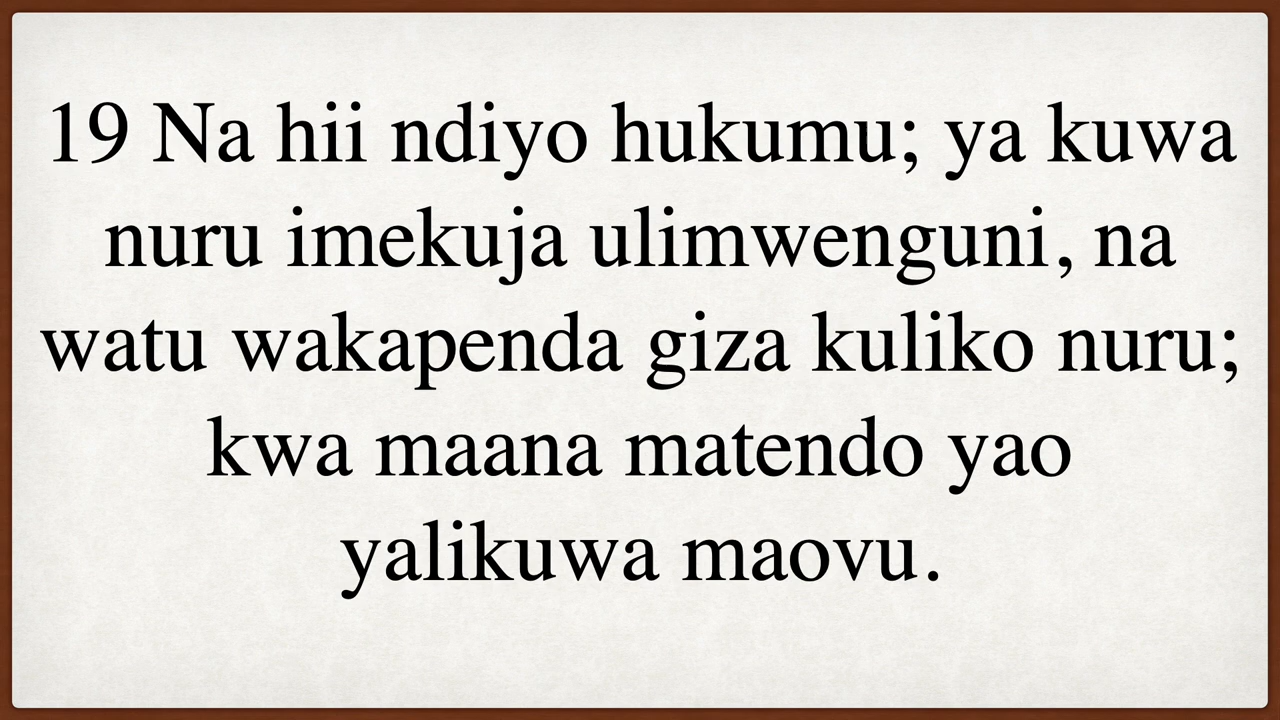 19 Na hii ndiyo hukumu; ya kuwa
nuru imekuja ulimwenguni, na
watu wakapenda giza kuliko nuru;
kwa maana matendo yao
yalikuwa maovu.